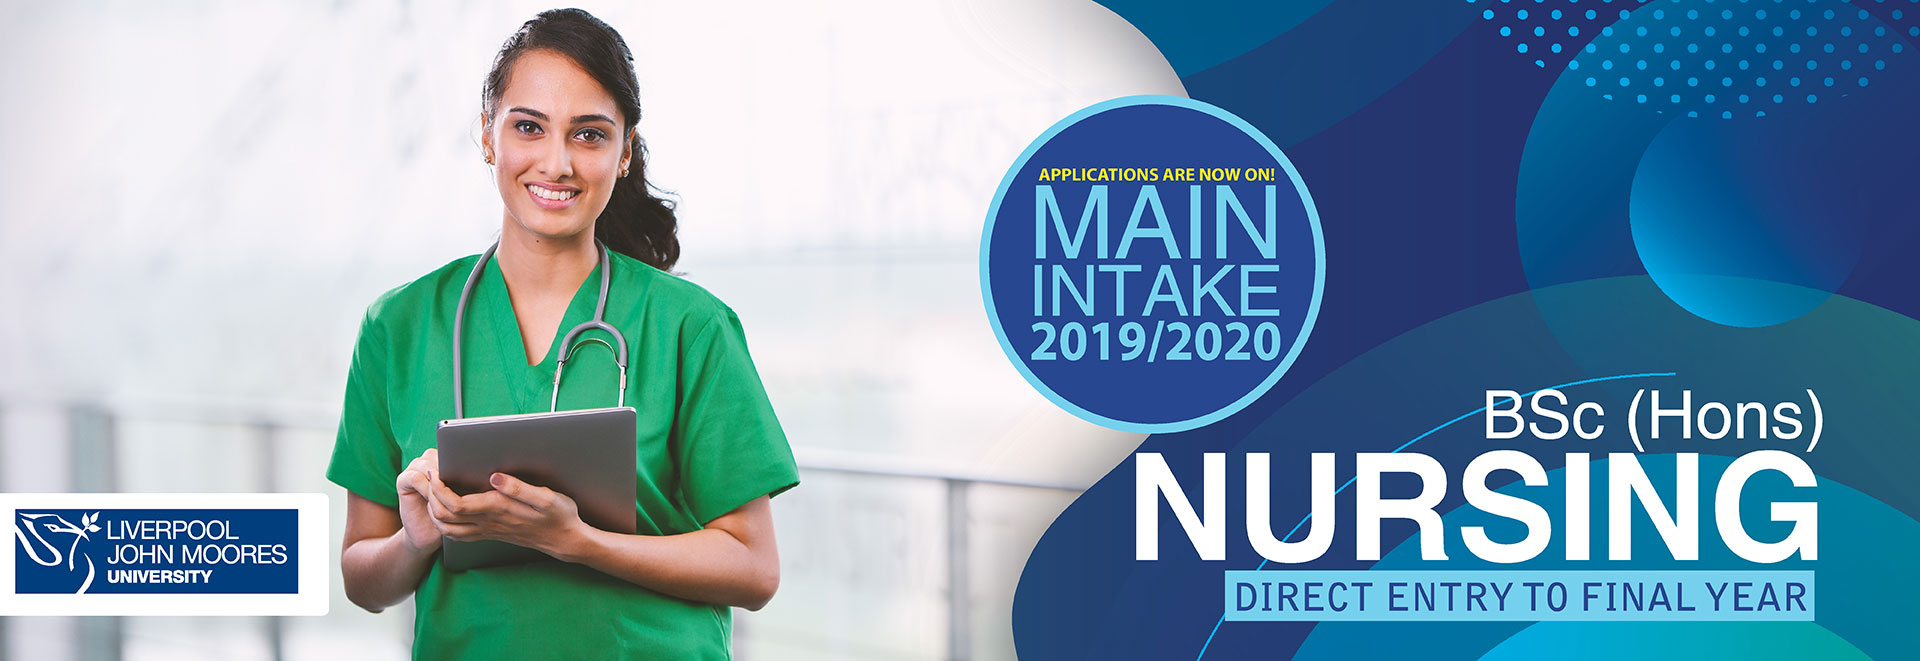 APPLICATIONS ARE NOW ON!
MAIN
INTAKE
2019/2020
BSc (Hons)
NURSING
DIRECT ENTRY TO FINAL YEAR
LIVERPOOL
JOHN MOORES
UNIVERSITY